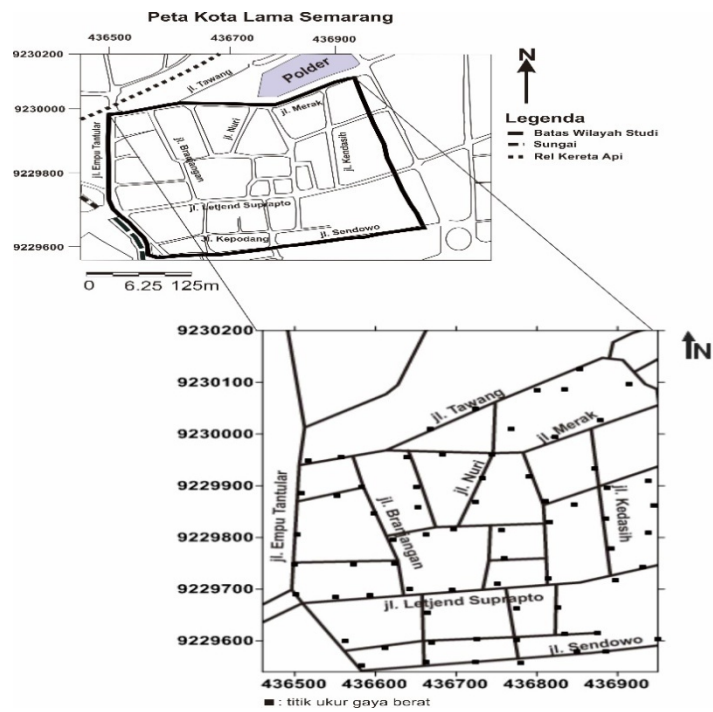 Peta Kota Lama Semarang
436500 436700 436900
9230200
9230000
9229800
9229600
jl. Tawang
Polder
jl. Merak
jl. Nuri
jl. Branjangan
jl. Empu Tantular
jl. Kendasih
jl. Letjend Suprapto
jl. Kepodang
jl. Sendowo
0 6.25 125m
N
Legenda
Batas Wilayah Studi
Sungai
Rel Kereta Api
N
9230200
9230100
9230000
9229900
9229800
9229700
9229600
jl. Tawang
jl. Merak
jl. Nuri
jl. Branjangan
jl. Empu Tantular
jl. Kedasih
jl. Letjend Suprapto
jl. Sendowo
436500 436600 436700 436800 436900
: titik ukur gaya berat